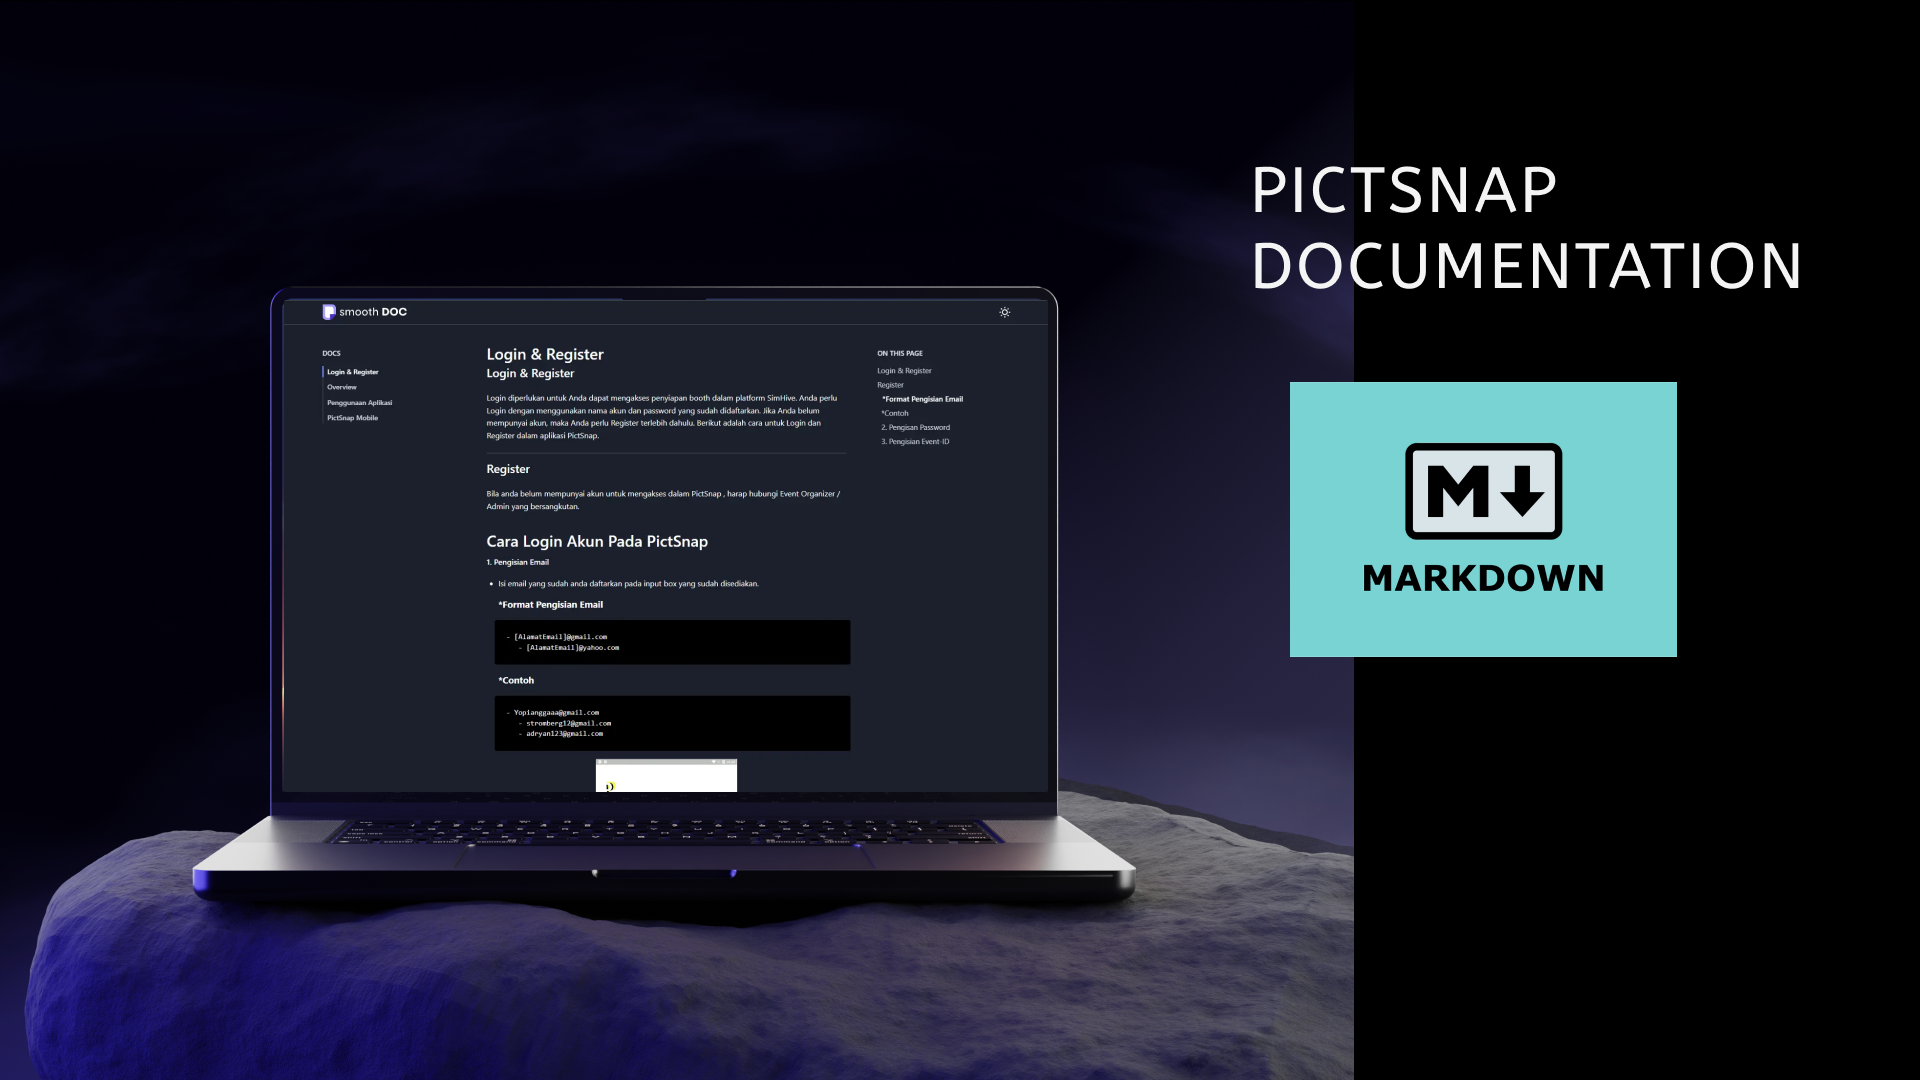 PICTSNAP
DOCUMENTATION
smooth DOC
DOCS
Login & Register
Overview
Penggunaan Aplikasi
PictSnap Mobile
Login & Register
Login & Register
Login diperlukan untuk Anda dapat mengakses penyiapan booth dalam platform SimHive. Anda perlu
Login dengan menggunakan nama akun dan password yang sudah didaftarkan. Jika Anda belum
mempunyai akun, maka Anda perlu Register terlebih dahulu. Berikut adalah cara untuk Login dan
Register dalam aplikasi PictSnap.
Register
Bila anda belum mempunyai akun untuk mengakses dalam PictSnap , harap hubungi Event Organizer /
Admin yang bersangkutan.
Cara Login Akun Pada PictSnap
1. Pengisian Email
• Isi email yang sudah anda daftarkan pada input box yang sudah disediakan.
*Format Pengisian Email
- [AlamatEmail]@gmail.com
- [AlamatEmail]@yahoo.com
*Contoh
- Yopianggaaa@gmail.com
- stromberg12@gmail.com
- adryan123@gmail.com
ON THIS PAGE
Login & Register
Register
*Format Pengisian Email
*Contoh
2. Pengisan Password
3. Pengisian Event-ID
M
MARKDOWN